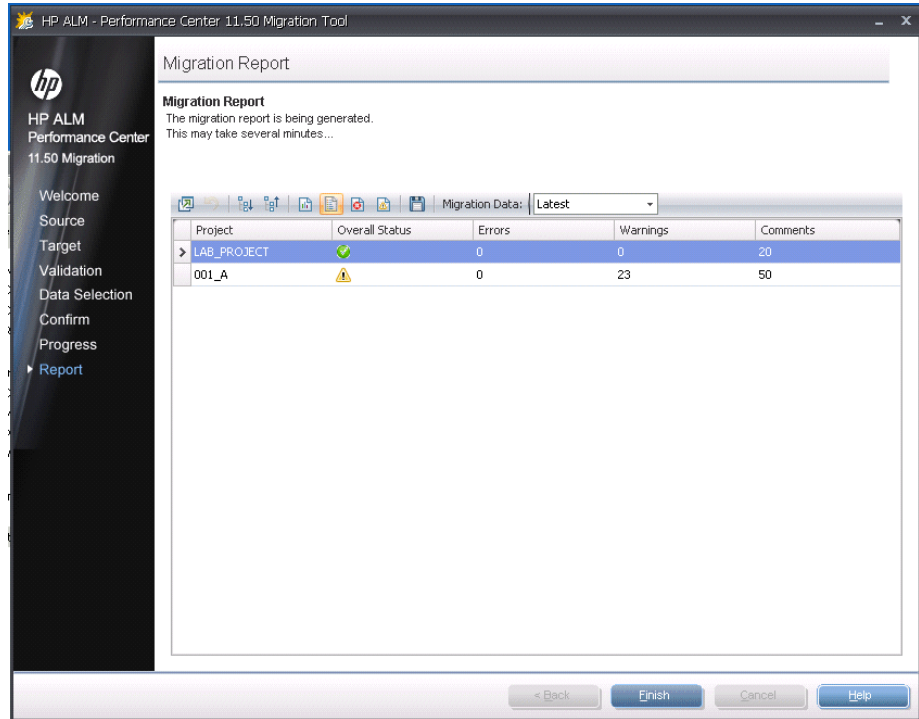 HP ALM - Performance Center 11.50 Migration Tool
hp
HP ALM
Performance Center
11.50 Migration
Welcome
Source
Target
Validation
Data Selection
Confirm
Progress
Report
Migration Report
Migration Report
The migration report is being generated.
This may take several minutes...
Migration Data: Latest
Project Overall Status Errors Warnings Comments
LAB_PROJECT 0 0 20
001_A 0 23 50
< Back Finish Cancel Help